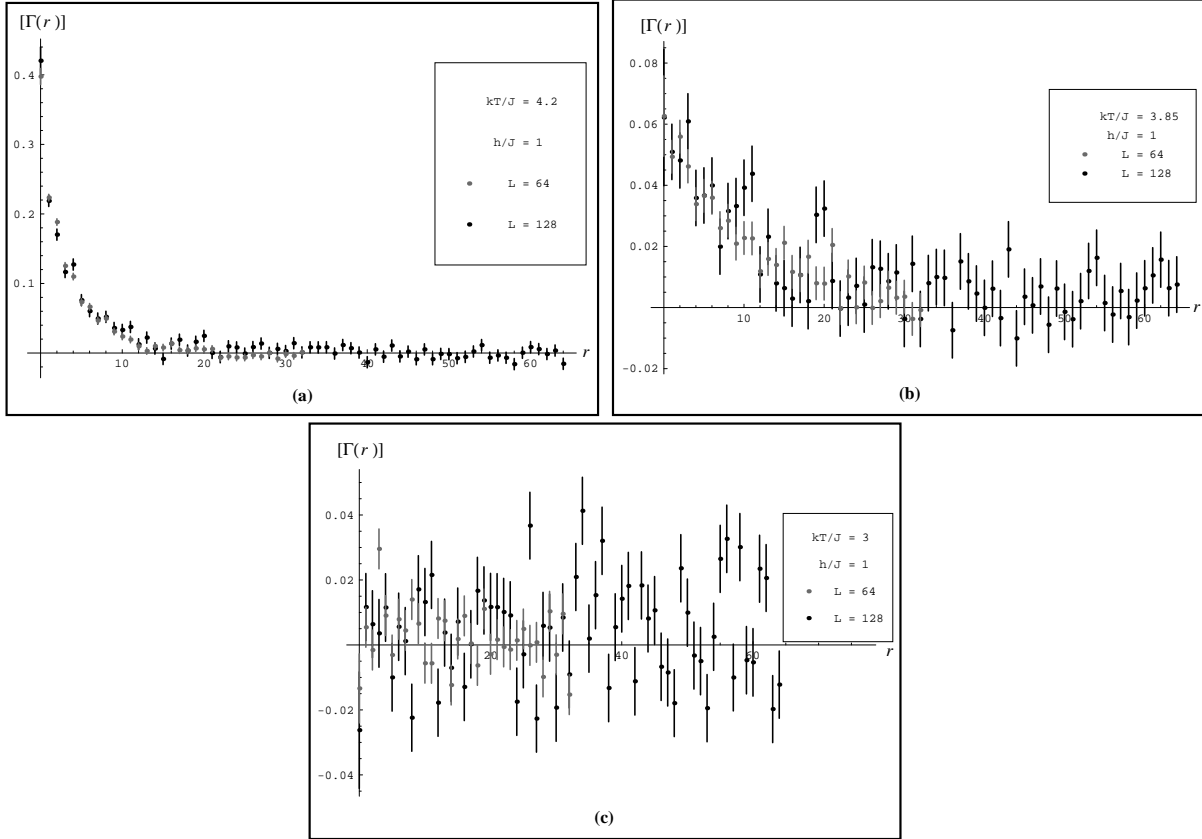 [Γ(r)]
0.4
0.3
0.2
0.1
10 20 30 40 50 60 r
kT/J = 4.2
h/J = 1
L = 64
L = 128
(a)
[Γ(r)]
0.08
0.06
0.04
0.02
-0.02
10 20 30 40 50 60 r
kT/J = 3.85
h/J = 1
L = 64
L = 128
(b)
[Γ(r)]
0.04
0.02
-0.02
-0.04
20 40 60 r
kT/J = 3
h/J = 1
L = 64
L = 128
(c)